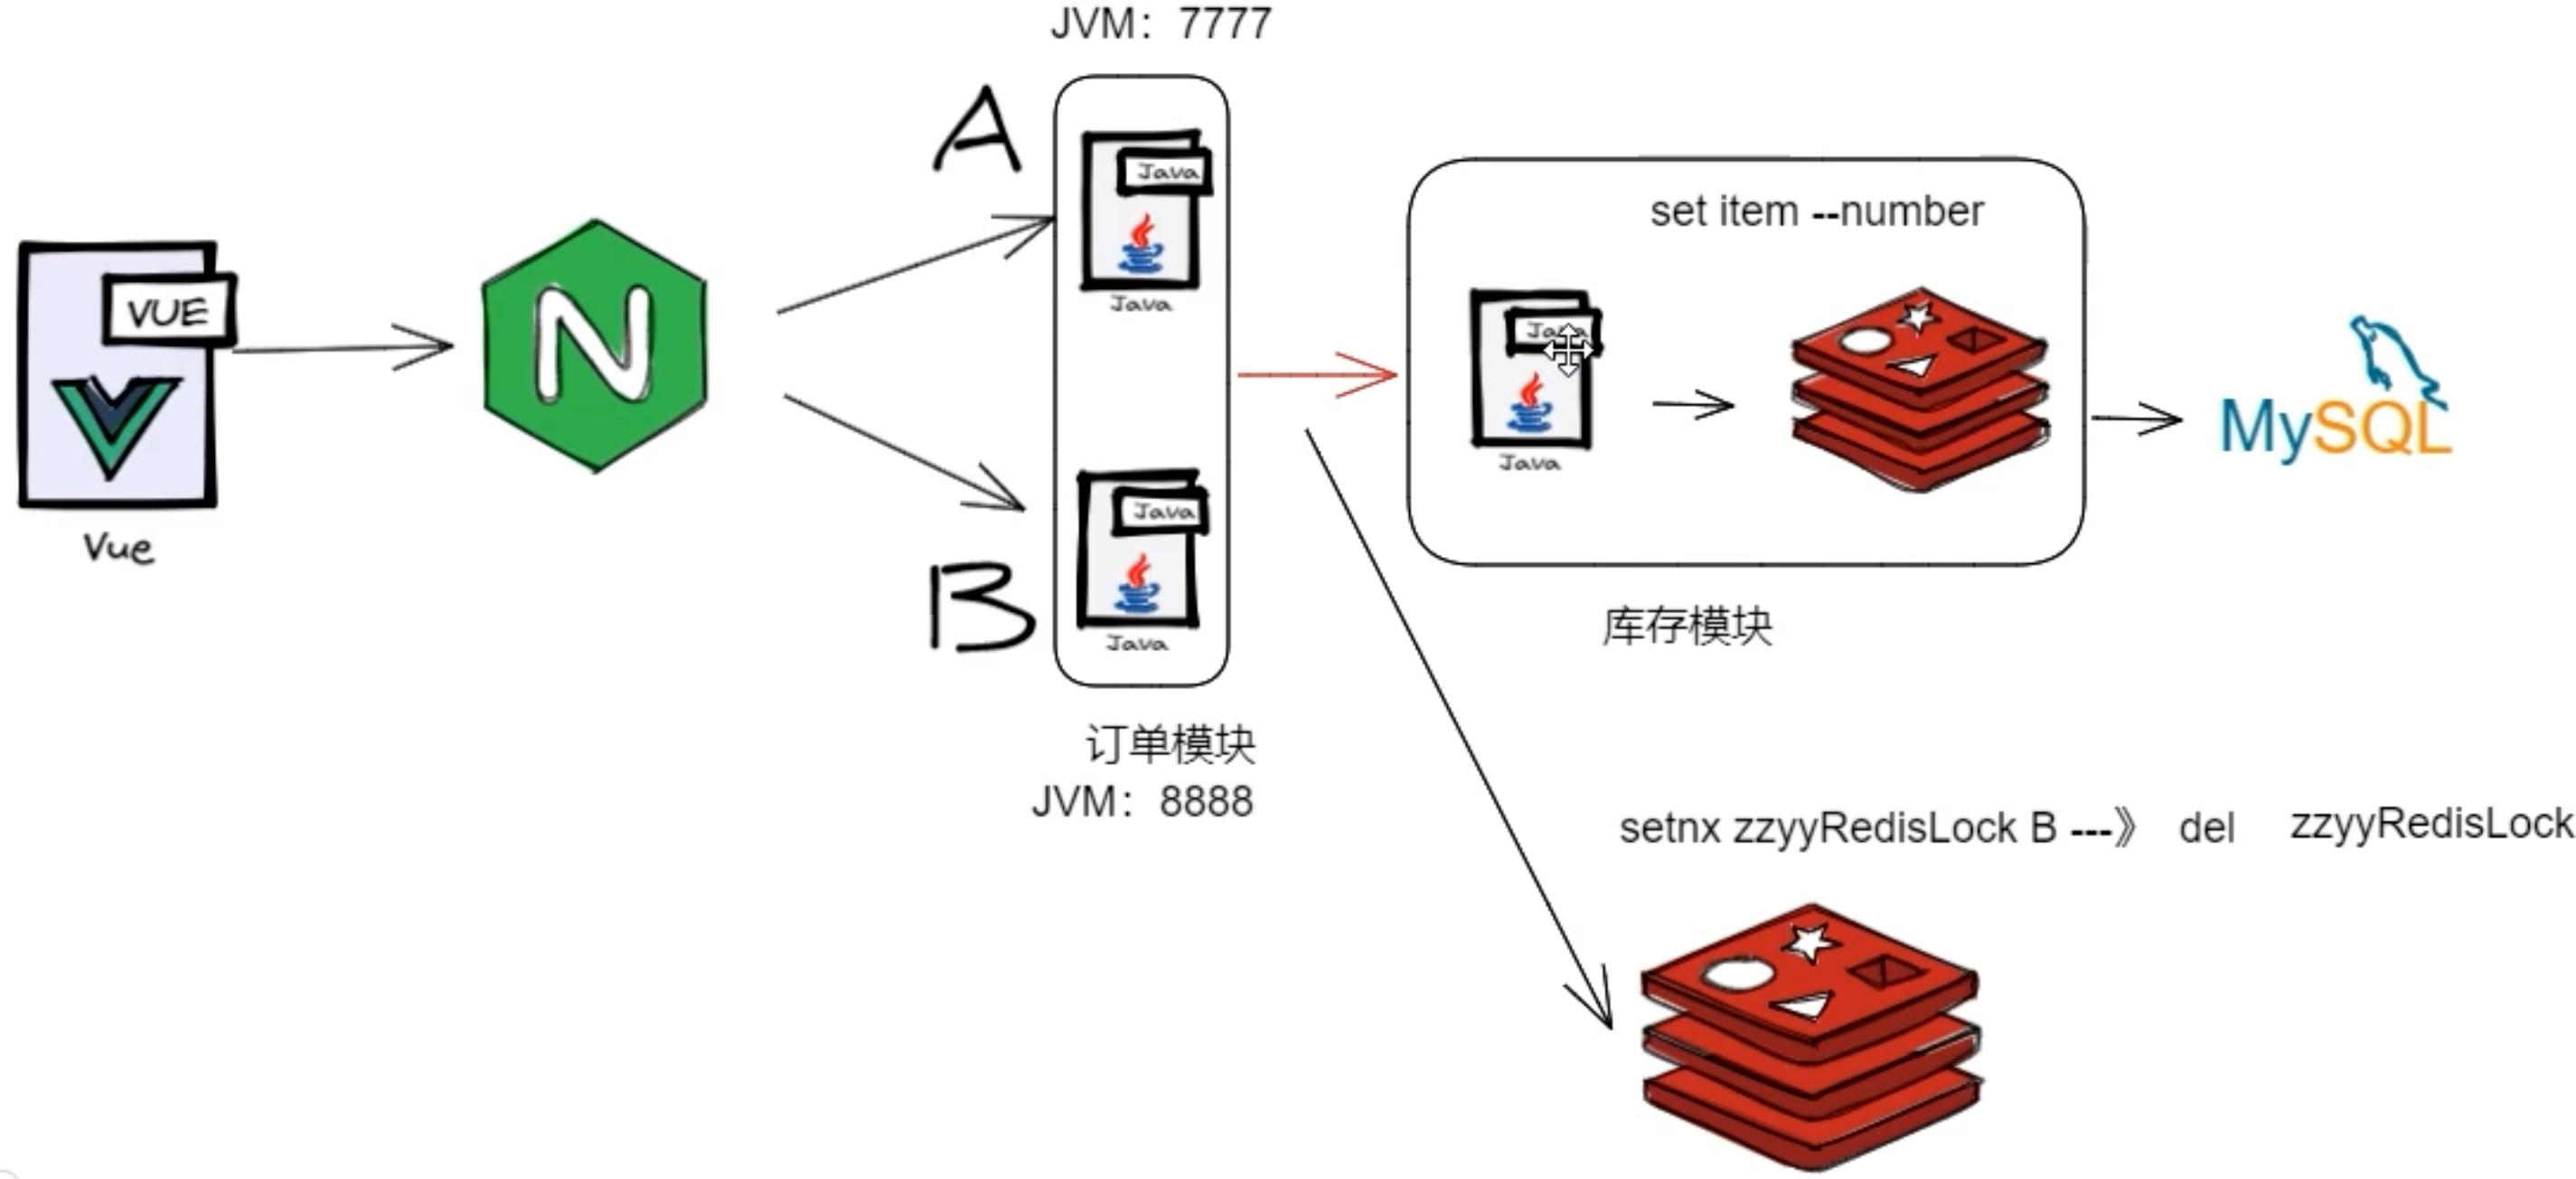 JVM：7777
A
Java
Java
VUE
Vue
N
B
Java
Java
订单模块
JVM：8888
set item --number
Java
Java
库存模块
MySQL
setnx zzyyRedisLock B ---》 del zzyyRedisLock